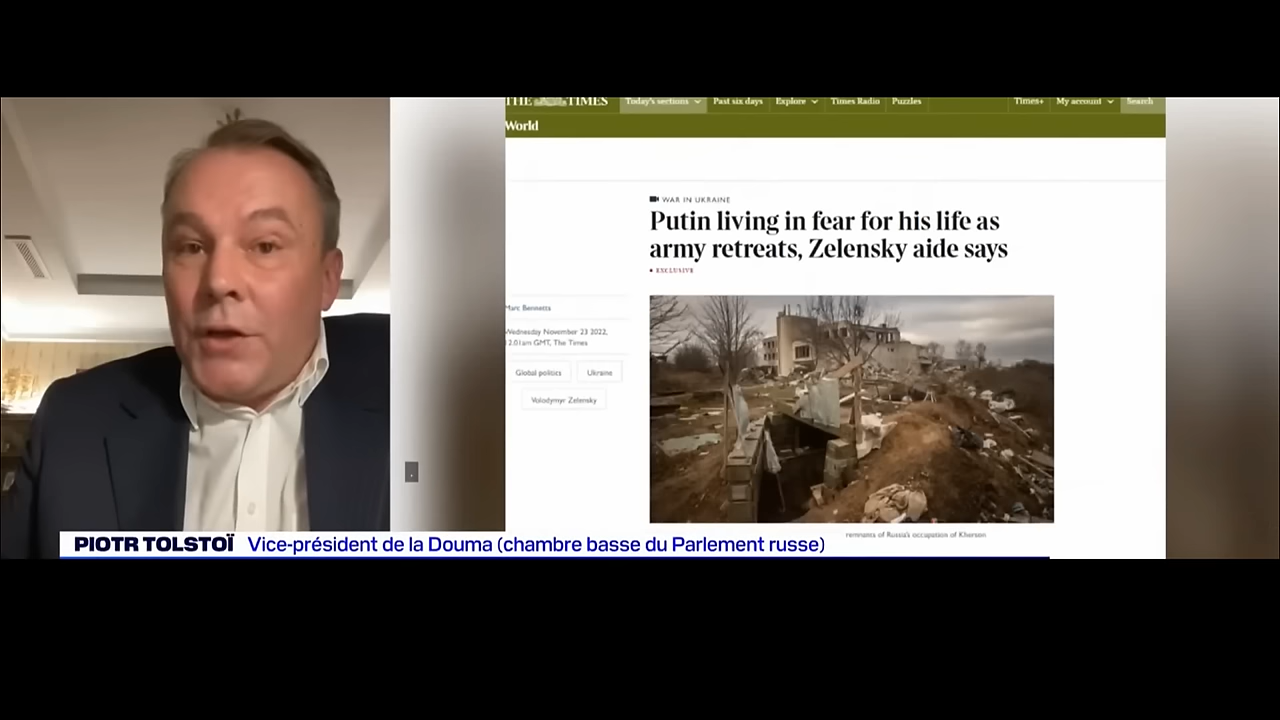 THE TIMES
Today's sections
Past six days
Explore
Times Radio
Puzzles
Times+
My account
Search
World
WAR IN UKRAINE
Putin living in fear for his life as
army retreats, Zelensky aide says
EXCLUSIVE
Marc Bennetts
Wednesday November 23 2022,
12.01am GMT, The Times
Global politics
Ukraine
Volodymyr Zelensky
remnants of Russia's occupation of Kherson
PIOTR TOLSTOÏ Vice-président de la Douma (chambre basse du Parlement russe)